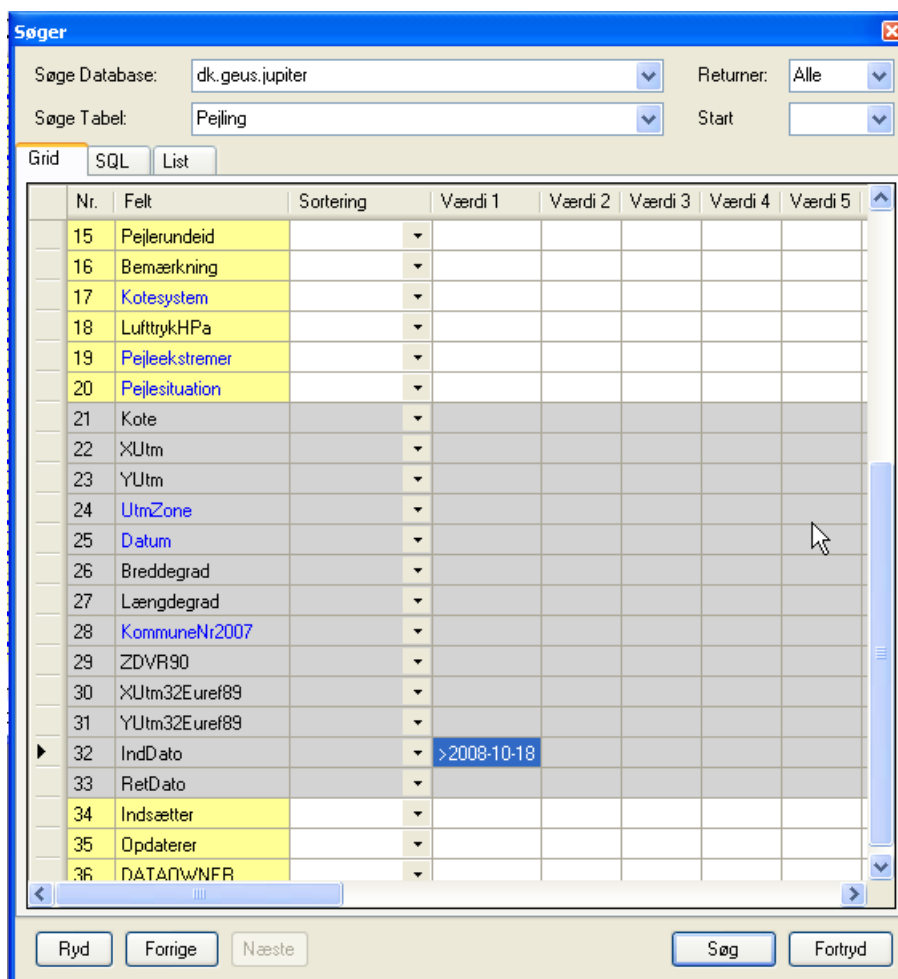 Søger
Søge Database: dk.geus.jupiter Returner: Alle
Søge Tabel: Pejling Start
Grid SQL List
Nr. Felt Sortering Værdi 1 Værdi 2 Værdi 3 Værdi 4 Værdi 5
15 Pejlerundeid
16 Bemærkning
17 Kotesystem
18 LufttrykHPa
19 Pejleekstremer
20 Pejlesituation
21 Kote
22 XUtm
23 YUtm
24 UtmZone
25 Datum
26 Breddegrad
27 Længdegrad
28 KommuneNr2007
29 ZDVR90
30 XUtm32Euref89
31 YUtm32Euref89
32 IndDato >2008-10-18
33 RetDato
34 Indsætter
35 Opdaterer
36 DATAOWNER
Ryd Forrige Næste Søg Fortryd